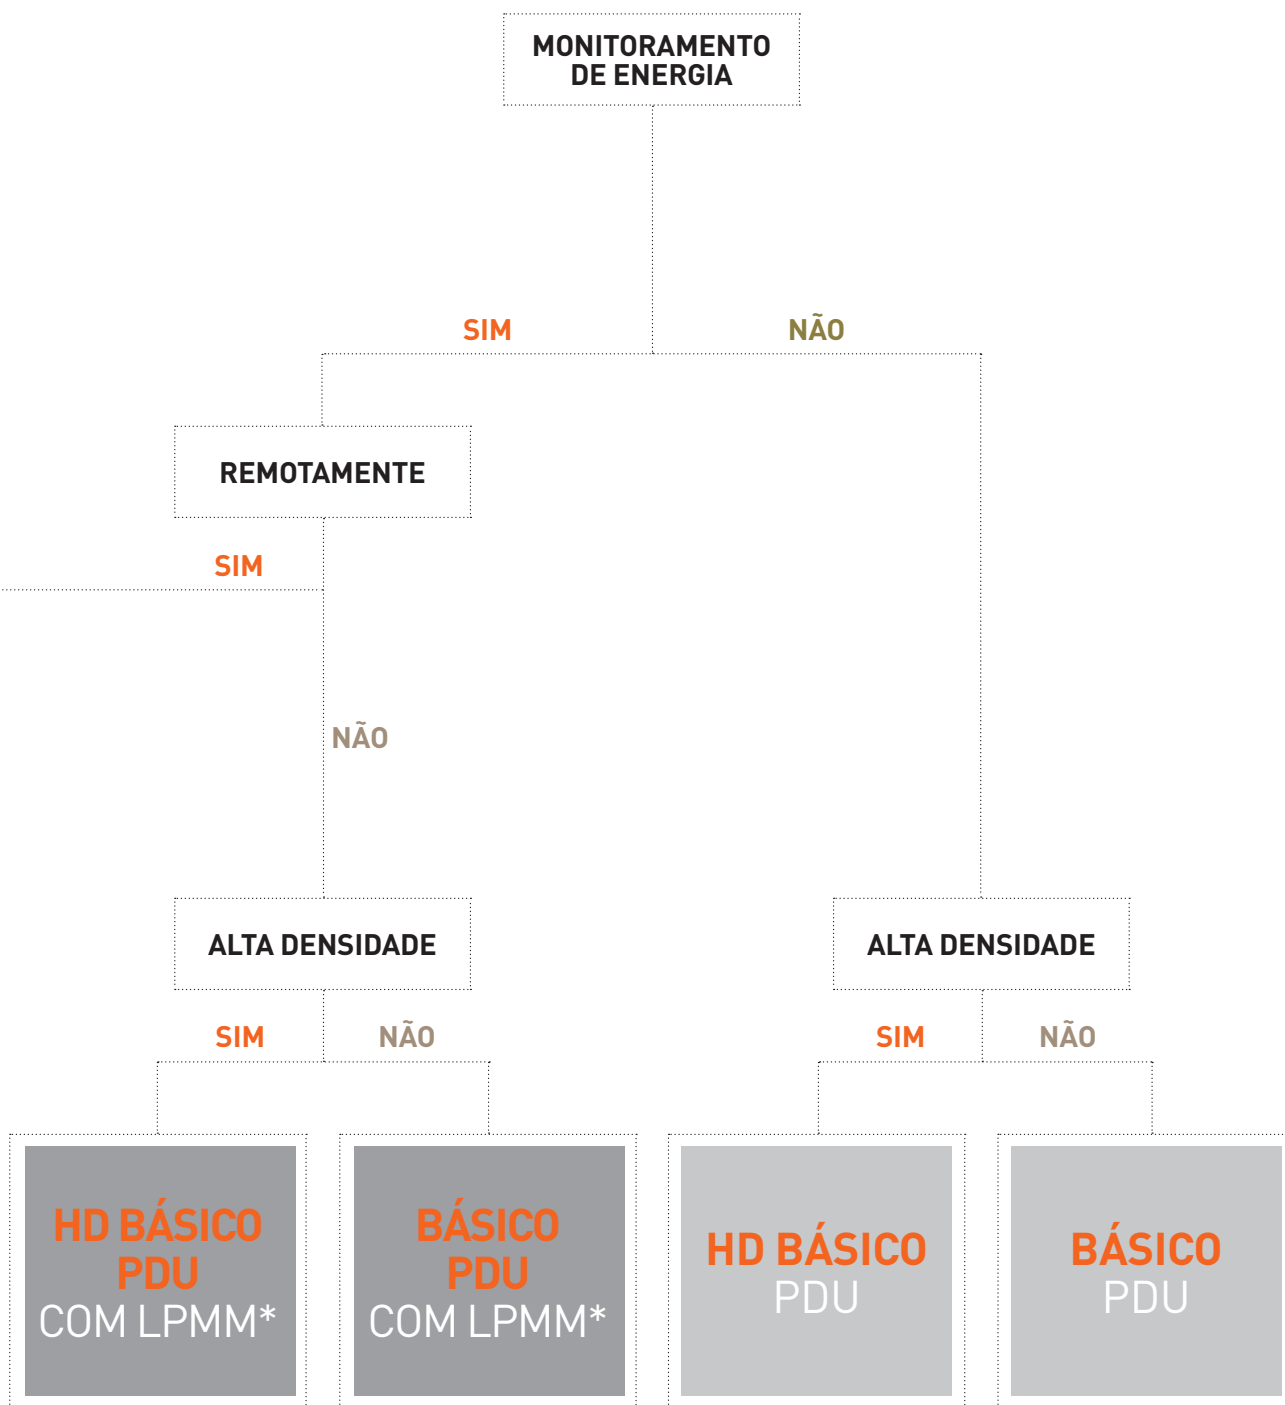 MONITORAMENTO
DE ENERGIA
SIM
NÃO
REMOTAMENTE
SIM
NÃO
ALTA DENSIDADE
ALTA DENSIDADE
SIM
NÃO
SIM
NÃO
HD BÁSICO
PDU
COM LPMM*
BÁSICO
PDU
COM LPMM*
HD BÁSICO
PDU
BÁSICO
PDU